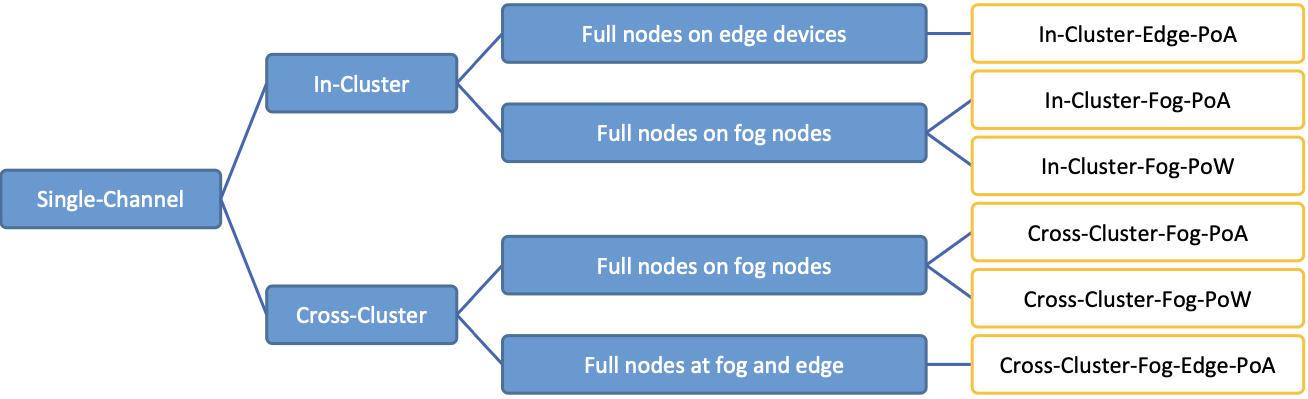 Single-Channel
In-Cluster
Full nodes on edge devices
In-Cluster-Edge-PoA
Full nodes on fog nodes
In-Cluster-Fog-PoA
In-Cluster-Fog-PoW
Cross-Cluster
Full nodes on fog nodes
Cross-Cluster-Fog-PoA
Cross-Cluster-Fog-PoW
Full nodes at fog and edge
Cross-Cluster-Fog-Edge-PoA